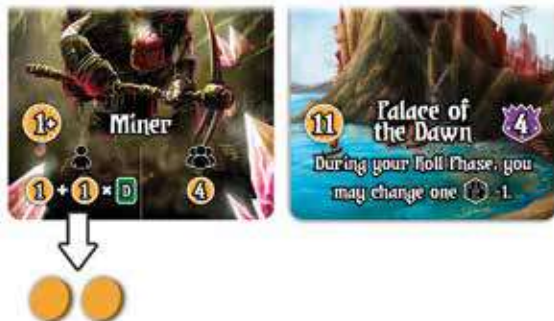 1+ Miner
1 + 1 × D 4
11 Palace of
the Dawn 4
During your Roll Phase, you
may change one -1.